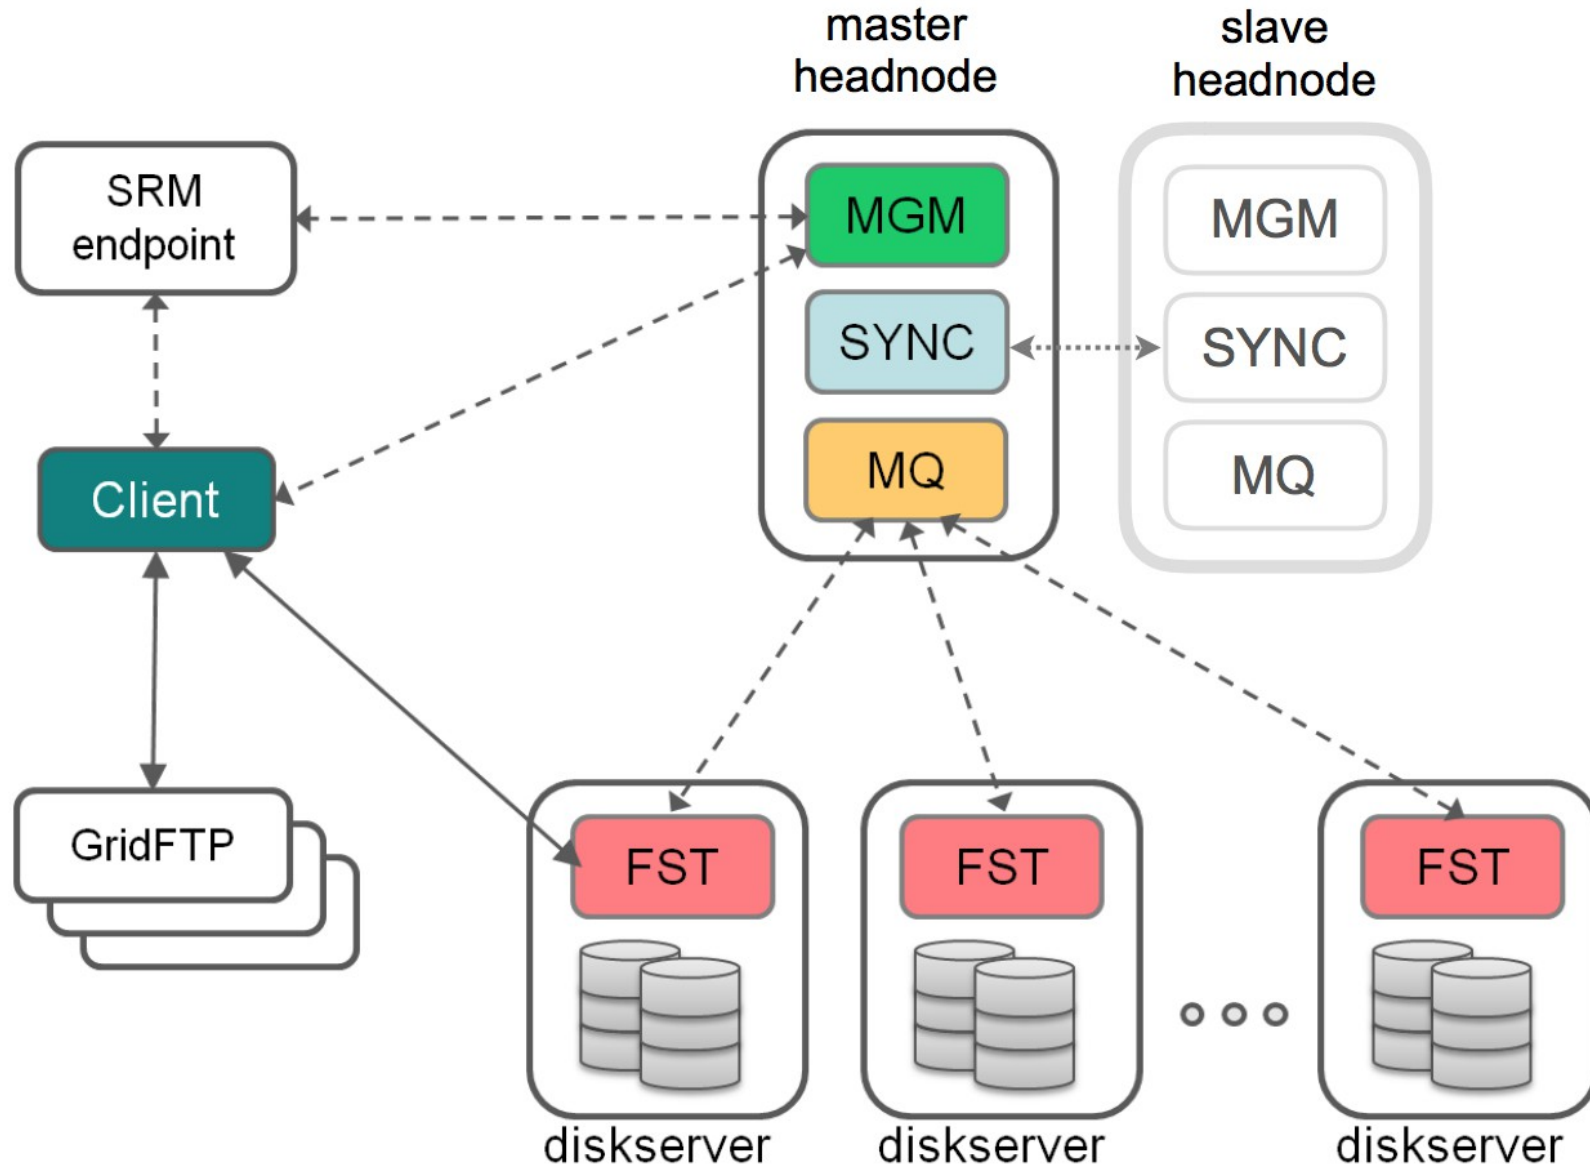 master
headnode
slave
headnode
SRM
endpoint
MGM
MGM
SYNC
SYNC
MQ
MQ
Client
GridFTP
FST
FST
FST
diskserver
diskserver
diskserver